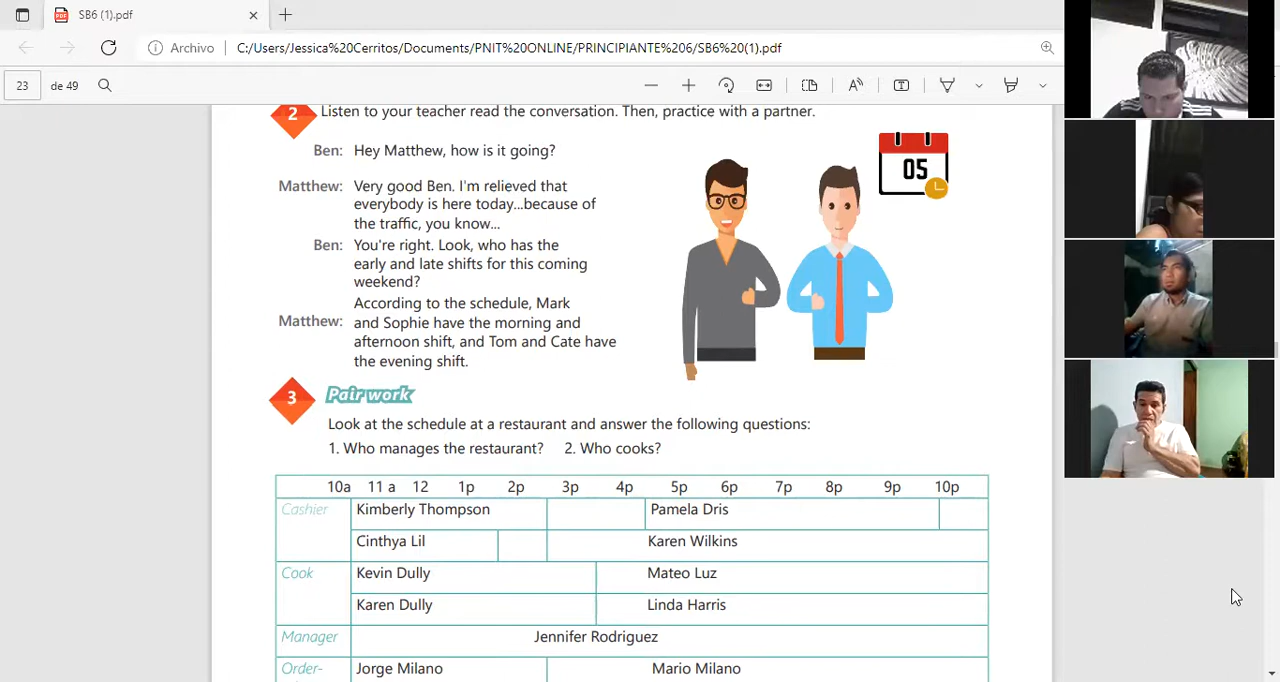 SB6 (1).pdf
Archivo C:/Users/Jessica%20Cerritos/Documents/PNIT%20ONLINE/PRINCIPIANTE%206/SB6%20(1).pdf
23 de 49
2 Listen to your teacher read the conversation. Then, practice with a partner.
Ben: Hey Matthew, how is it going?
Matthew: Very good Ben. I'm relieved that
everybody is here today...because of
the traffic, you know...
Ben: You're right. Look, who has the
early and late shifts for this coming
weekend?
According to the schedule, Mark
Matthew: and Sophie have the morning and
afternoon shift, and Tom and Cate have
the evening shift.
05
3 Pair work
Look at the schedule at a restaurant and answer the following questions:
1. Who manages the restaurant? 2. Who cooks?
10a 11 a 12 1p 2p 3p 4p 5p 6p 7p 8p 9p 10p
Cashier Kimberly Thompson Pamela Dris
Cinthya Lil Karen Wilkins
Cook Kevin Dully Mateo Luz
Karen Dully Linda Harris
Manager Jennifer Rodriguez
Order- Jorge Milano Mario Milano